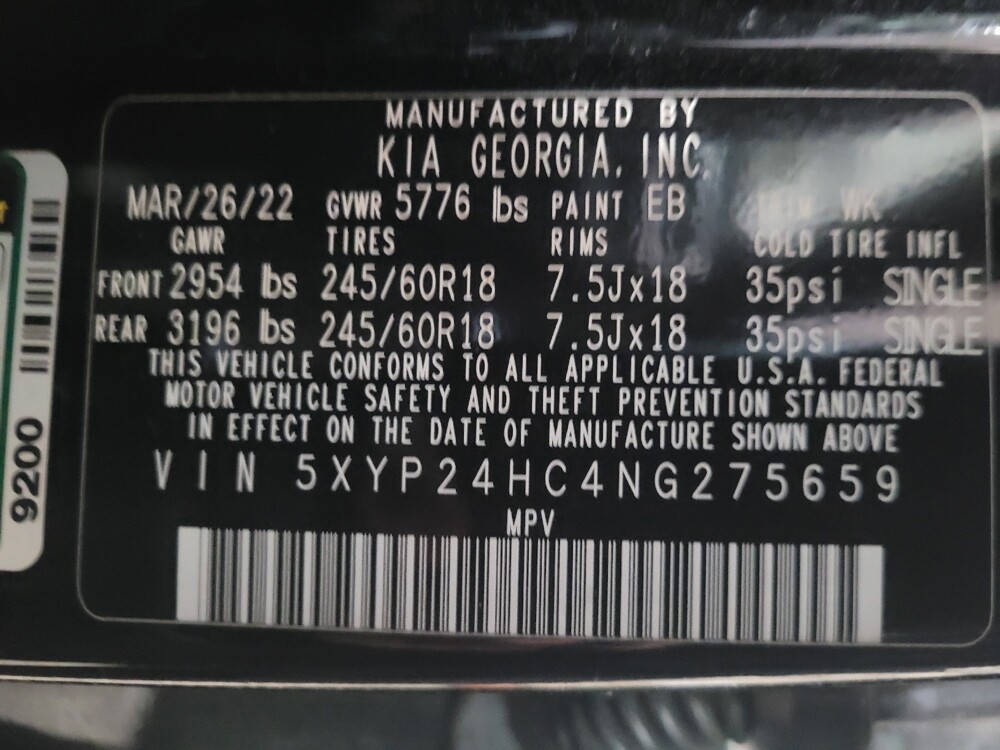 MANUFACTURED BY
KIA GEORGIA, INC.
MAR/26/22 GVWR 5776 lbs PAINT EB TRIM WK
GAWR TIRES RIMS COLD TIRE INFL
FRONT 2954 lbs 245/60R18 7.5Jx18 35psi SINGLE
REAR 3196 lbs 245/60R18 7.5Jx18 35psi SINGLE
THIS VEHICLE CONFORMS TO ALL APPLICABLE U.S.A. FEDERAL
MOTOR VEHICLE SAFETY AND THEFT PREVENTION STANDARDS
IN EFFECT ON THE DATE OF MANUFACTURE SHOWN ABOVE
VIN 5XYP24HC4NG275659
MPV
9200